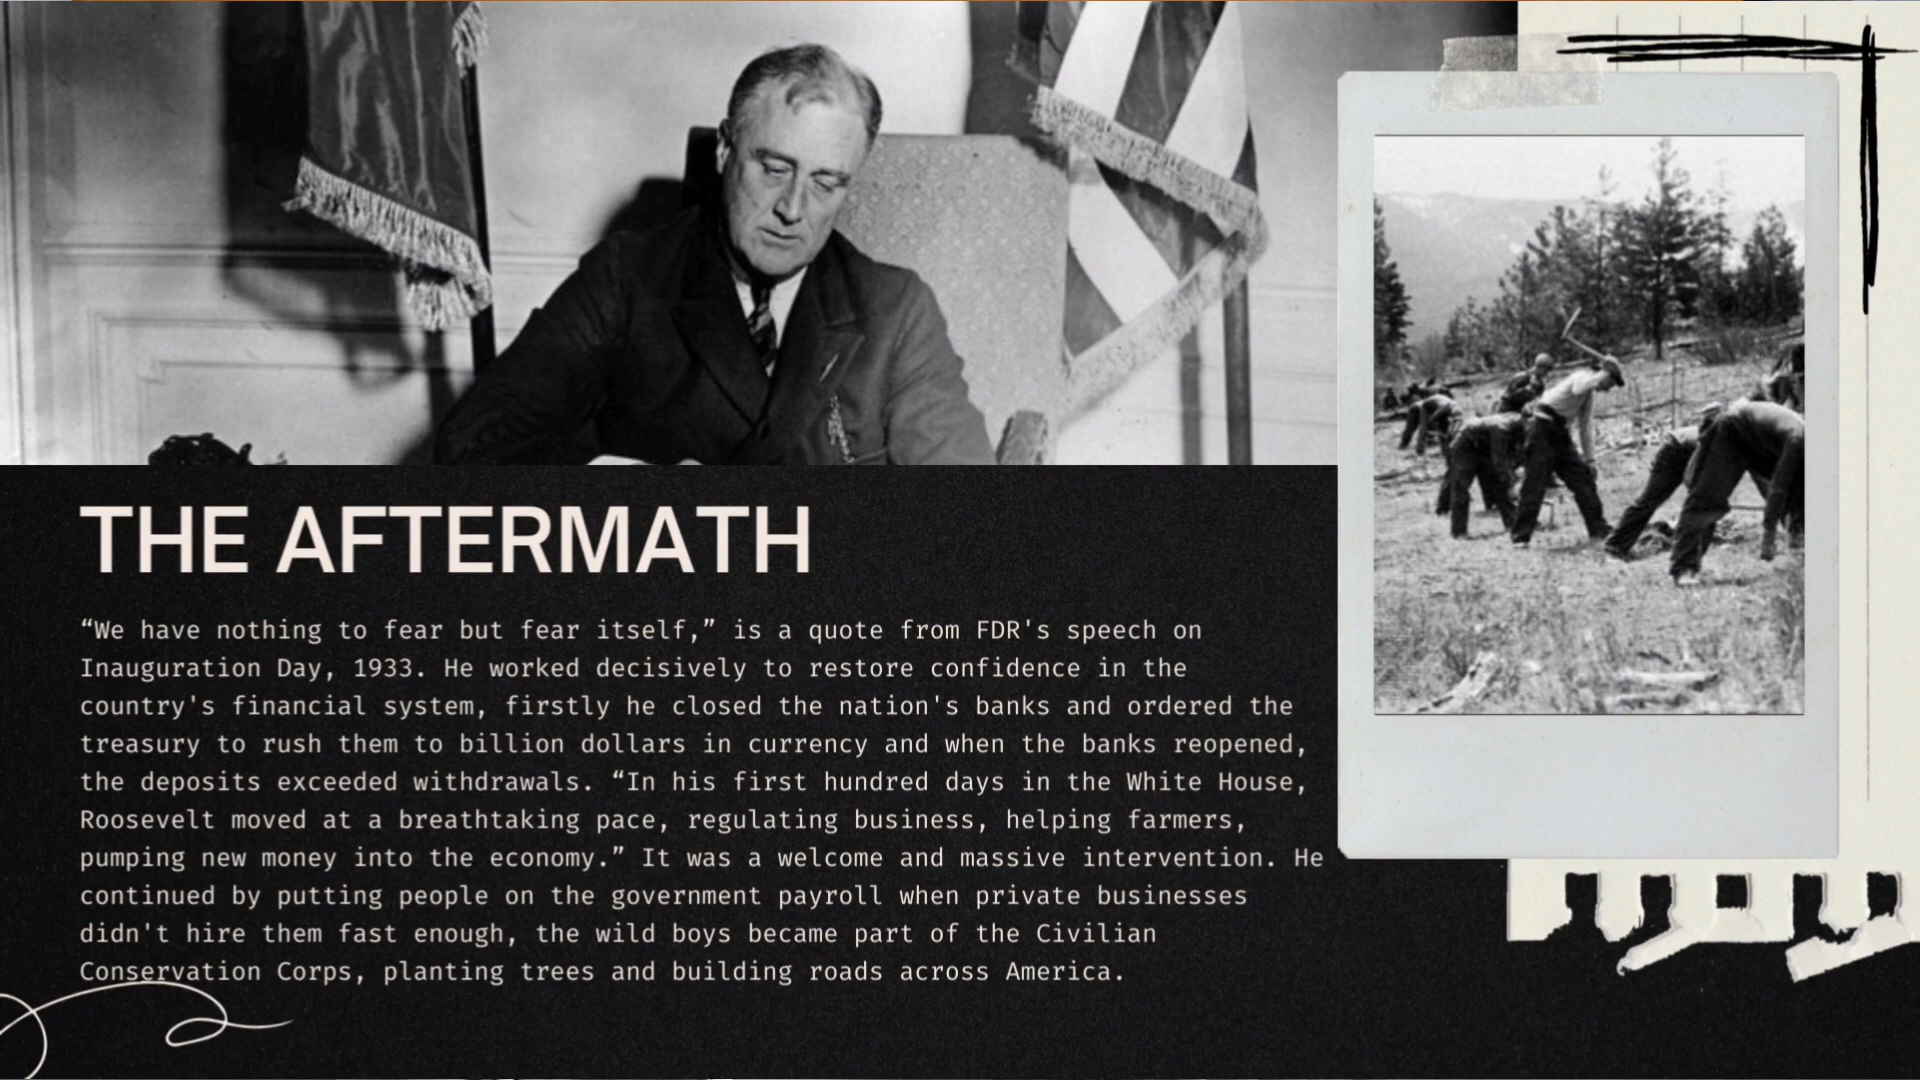 THE AFTERMATH
“We have nothing to fear but fear itself,” is a quote from FDR's speech on
Inauguration Day, 1933. He worked decisively to restore confidence in the
country's financial system, firstly he closed the nation's banks and ordered the
treasury to rush them to billion dollars in currency and when the banks reopened,
the deposits exceeded withdrawals. “In his first hundred days in the White House,
Roosevelt moved at a breathtaking pace, regulating business, helping farmers,
pumping new money into the economy.” It was a welcome and massive intervention. He
continued by putting people on the government payroll when private businesses
didn't hire them fast enough, the wild boys became part of the Civilian
Conservation Corps, planting trees and building roads across America.